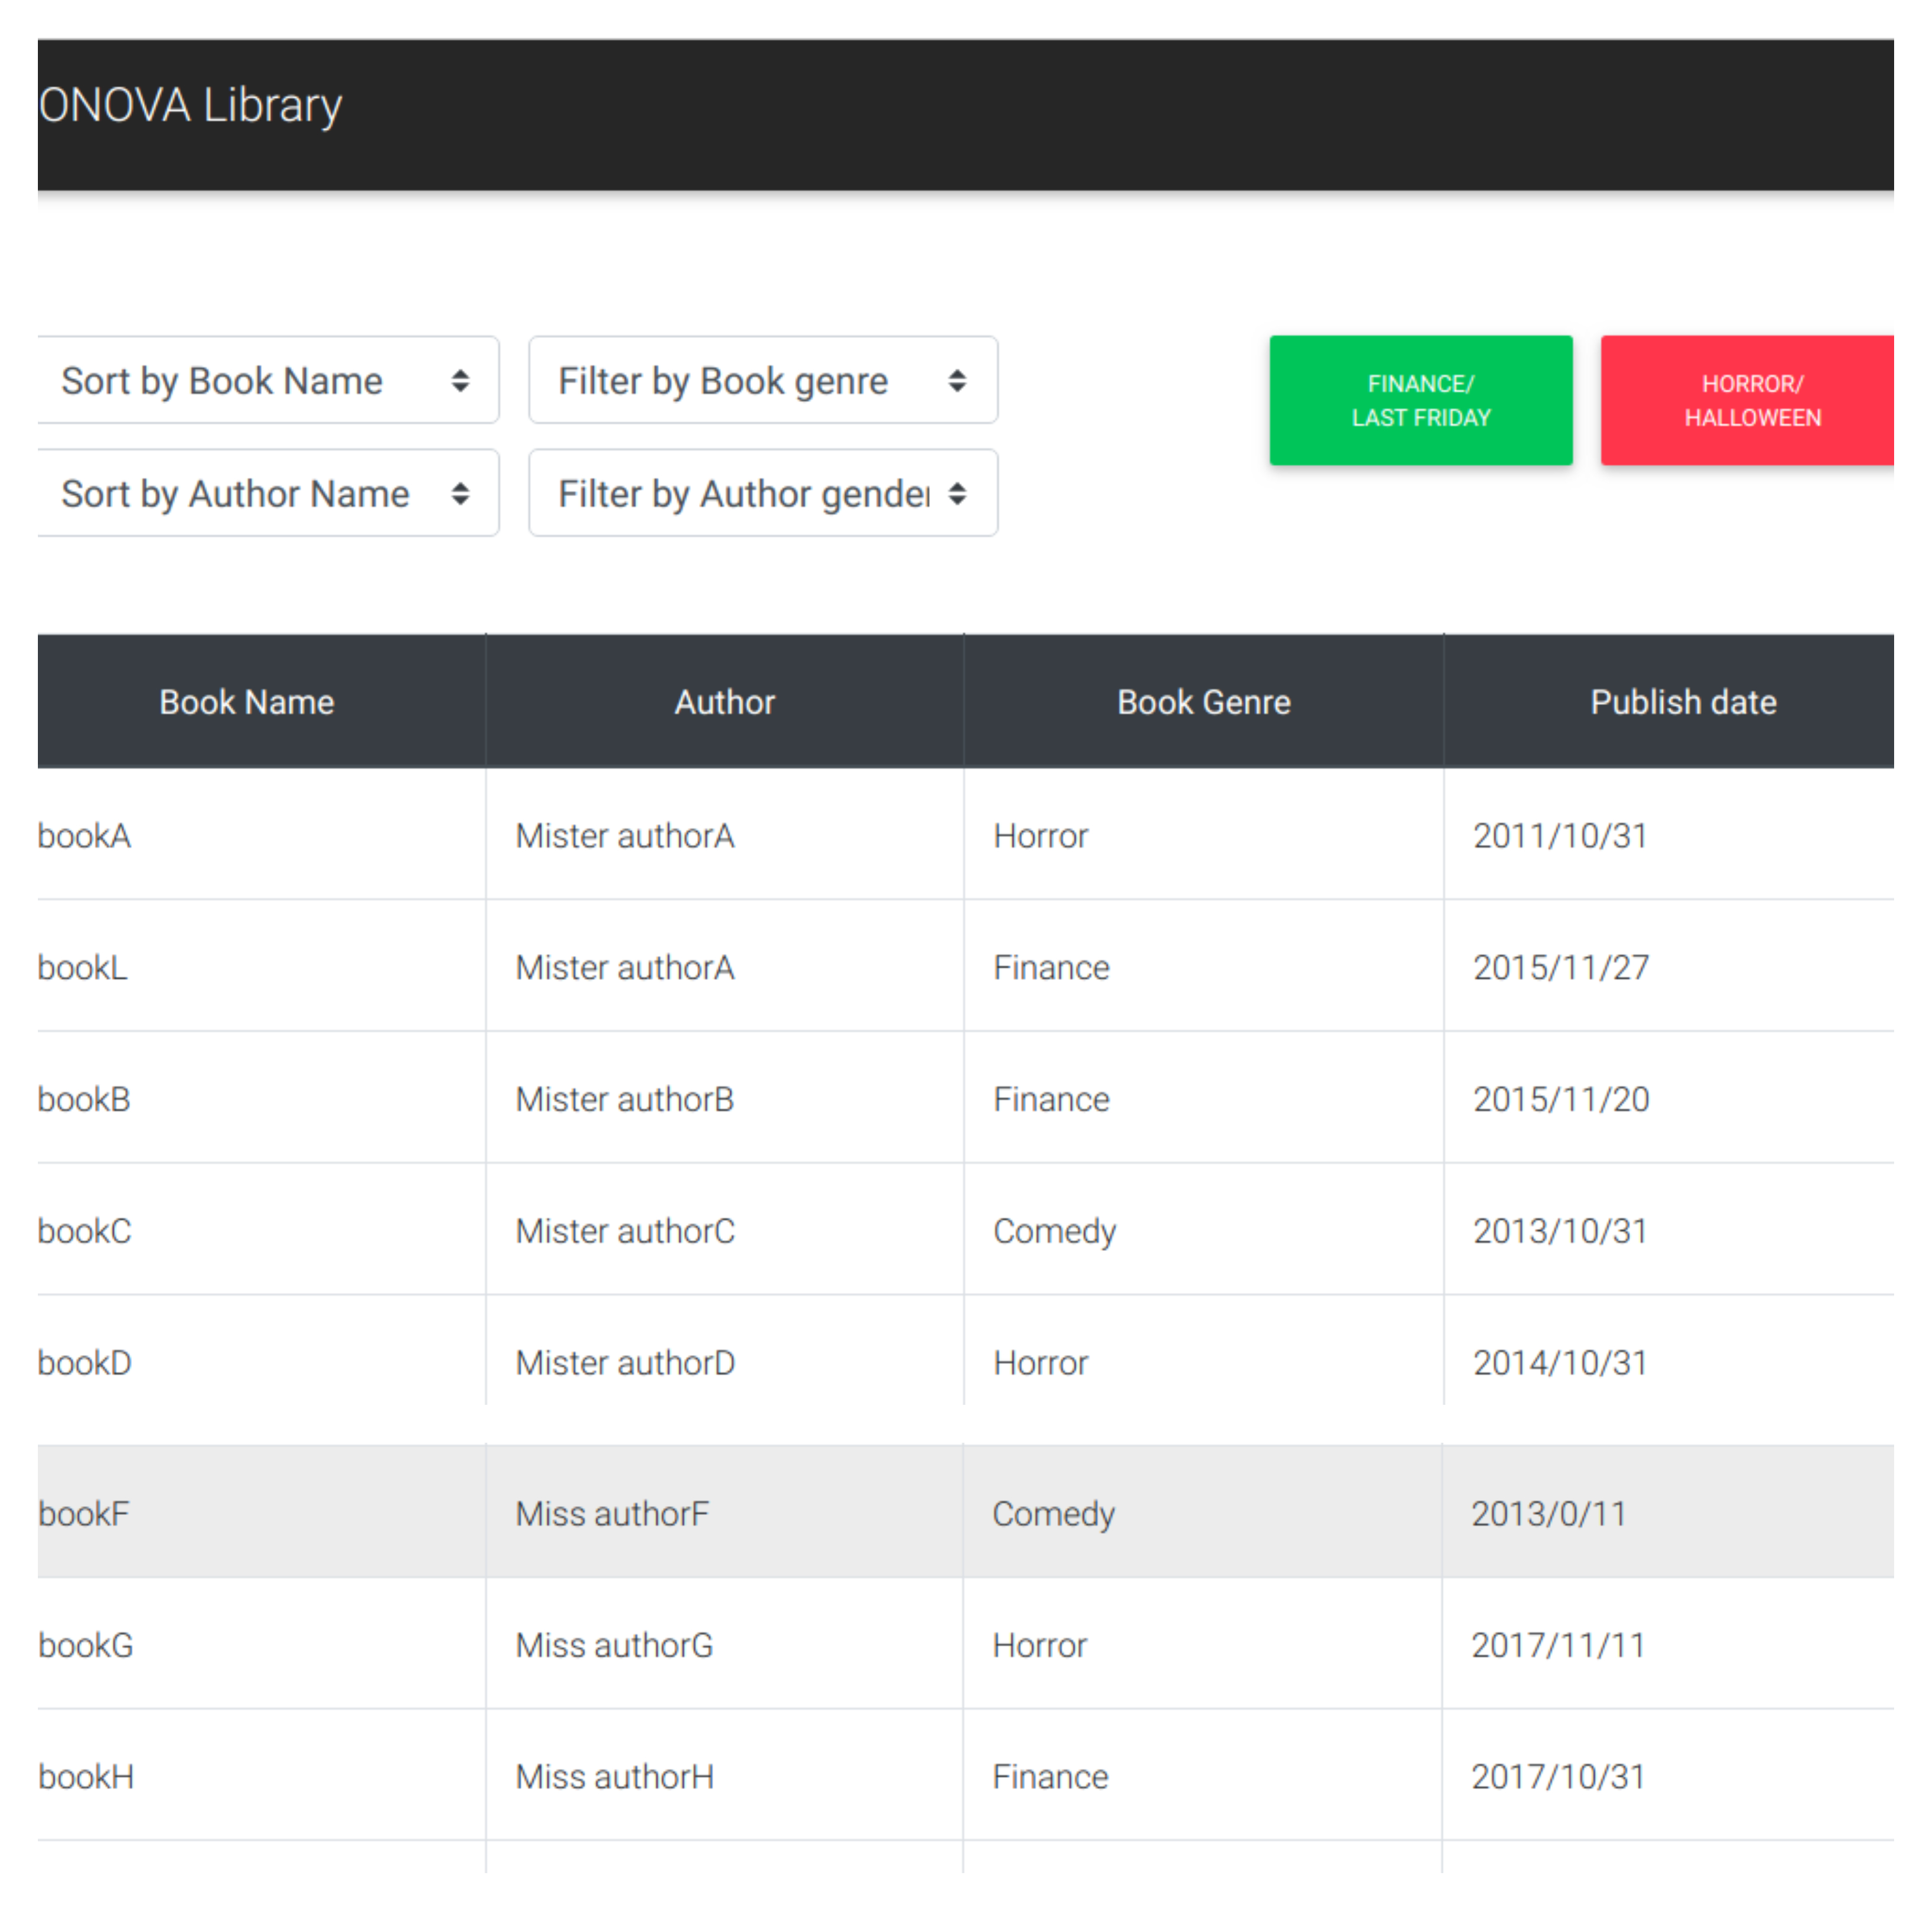 ONOVA Library
Sort by Book Name
Filter by Book genre
FINANCE/
LAST FRIDAY
HORROR/
HALLOWEEN
Sort by Author Name
Filter by Author gender
Book Name Author Book Genre Publish date
bookA Mister authorA Horror 2011/10/31
bookL Mister authorA Finance 2015/11/27
bookB Mister authorB Finance 2015/11/20
bookC Mister authorC Comedy 2013/10/31
bookD Mister authorD Horror 2014/10/31
bookF Miss authorF Comedy 2013/0/11
bookG Miss authorG Horror 2017/11/11
bookH Miss authorH Finance 2017/10/31